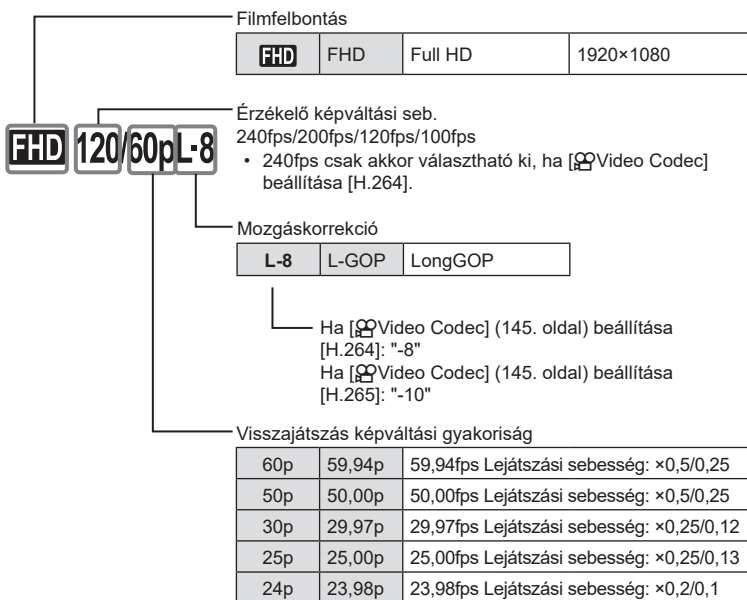 Filmfelbontás
FHD FHD Full HD 1920×1080
Érzékelő képváltási seb.
240fps/200fps/120fps/100fps
• 240fps csak akkor választható ki, ha [Video Codec]
beállítása [H.264].
FHD 120/60p L-8
Mozgáskorrekció
L-8 L-GOP LongGOP
Ha [Video Codec] (145. oldal) beállítása
[H.264]: "-8"
Ha [Video Codec] (145. oldal) beállítása
[H.265]: "-10"
Visszajátszás képváltási gyakoriság
60p 59,94p 59,94fps Lejátszási sebesség: ×0,5/0,25
50p 50,00p 50,00fps Lejátszási sebesség: ×0,5/0,25
30p 29,97p 29,97fps Lejátszási sebesség: ×0,25/0,12
25p 25,00p 25,00fps Lejátszási sebesség: ×0,25/0,13
24p 23,98p 23,98fps Lejátszási sebesség: ×0,2/0,1